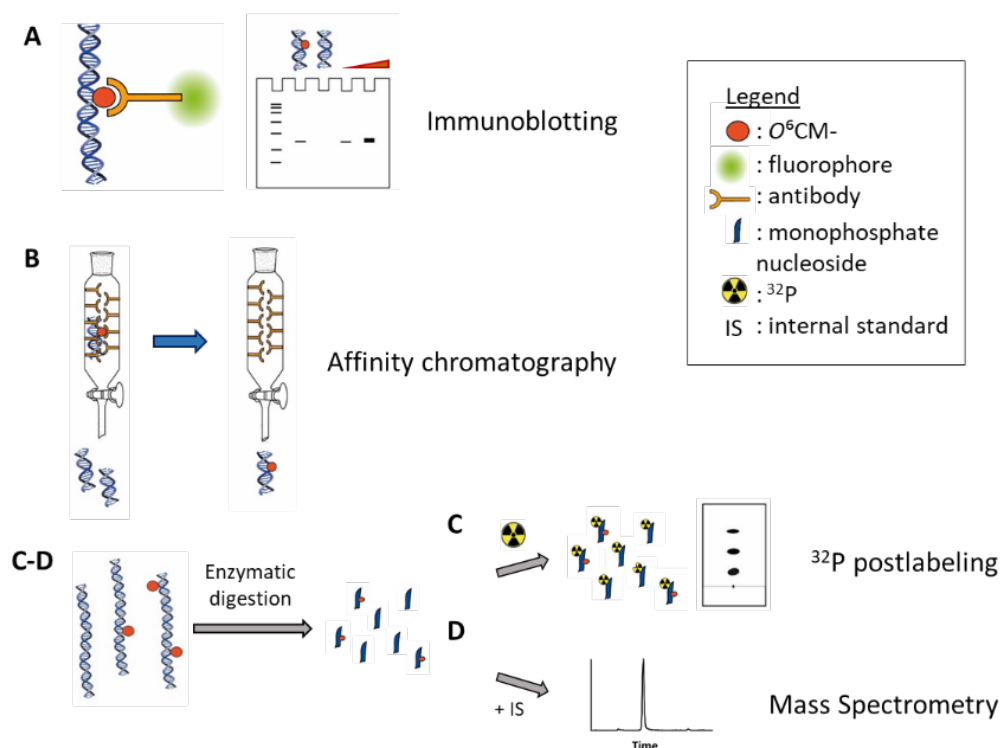 A
Immunoblotting
Legend
: O⁶CM-
: fluorophore
: antibody
: monophosphate
nucleoside
: ³²P
IS : internal standard
B
Affinity chromatography
C-D
Enzymatic
digestion
C
³²P postlabeling
D
+ IS
Time
Mass Spectrometry